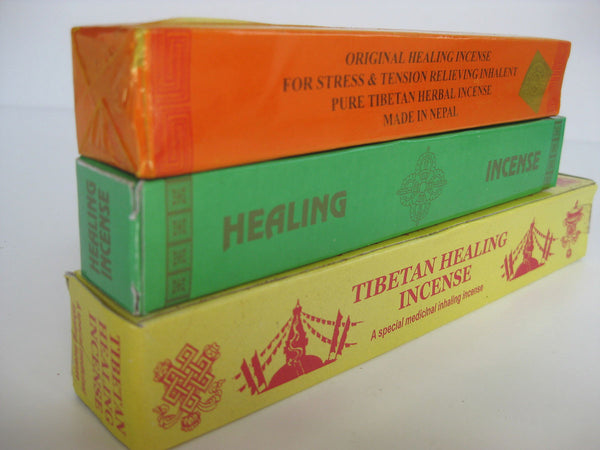 ORIGINAL HEALING INCENSE
FOR STRESS & TENSION RELIEVING INHALENT
PURE TIBETAN HERBAL INCENSE
MADE IN NEPAL
HEALING
INCENSE
HEALING INCENSE
TIBETAN HEALING
INCENSE
A special medicinal inhaling incense
TIBETAN
HEALING
INCENSE